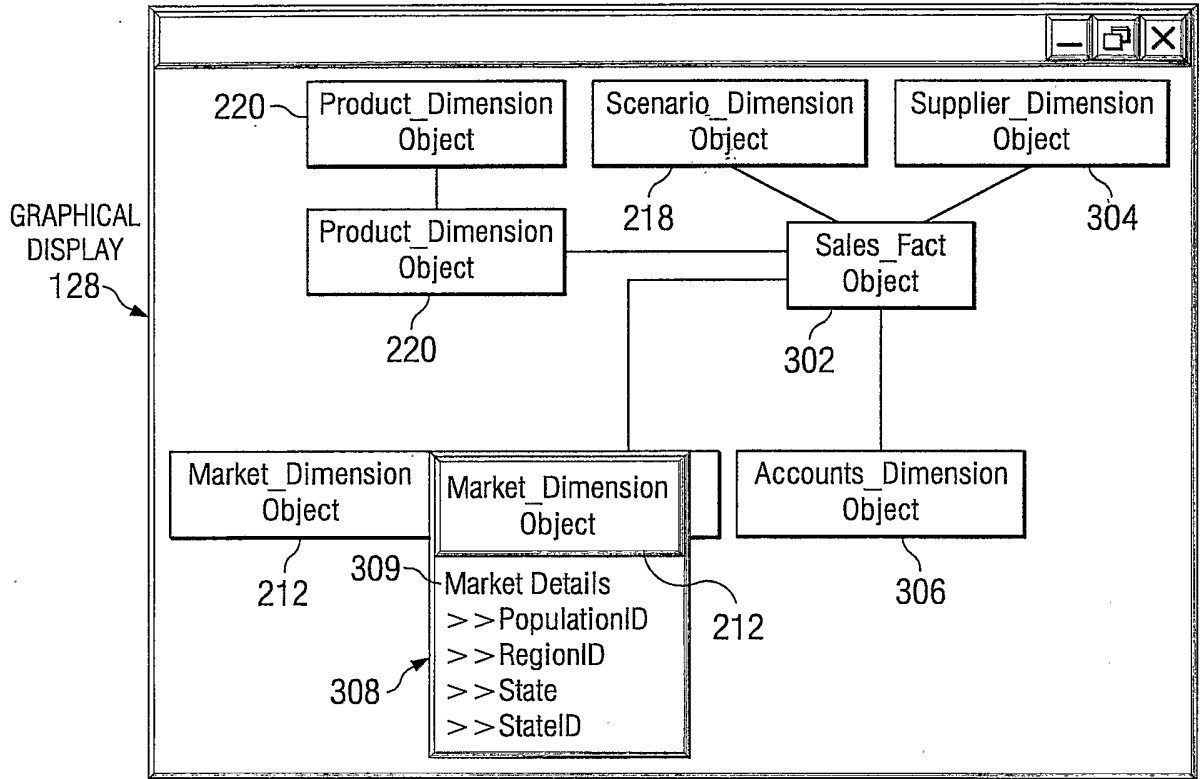 220
Product_Dimension
Object
Scenario_Dimension
Object
Supplier_Dimension
Object
218
304
GRAPHICAL
DISPLAY
128
Product_Dimension
Object
220
Sales_Fact
Object
302
Market_Dimension
Object
212
Market_Dimension
Object
212
Accounts_Dimension
Object
306
309
Market Details
>>PopulationID
>>RegionID
>>State
>>StateID
308